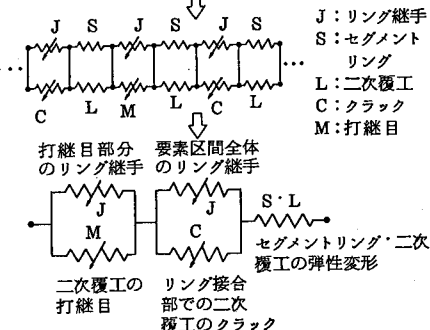 J S J S J S
C L M L C L
J：リング継手
S：セグメント
リング
L：二次覆工
C：クラック
M：打継目
打継目部分
のリング継手
要素区間全体
のリング継手
J
M
J
C
S・L
二次覆工の
打継目
リング接合
部での二次
覆工のクラック
セグメントリング・二次
覆工の弾性変形